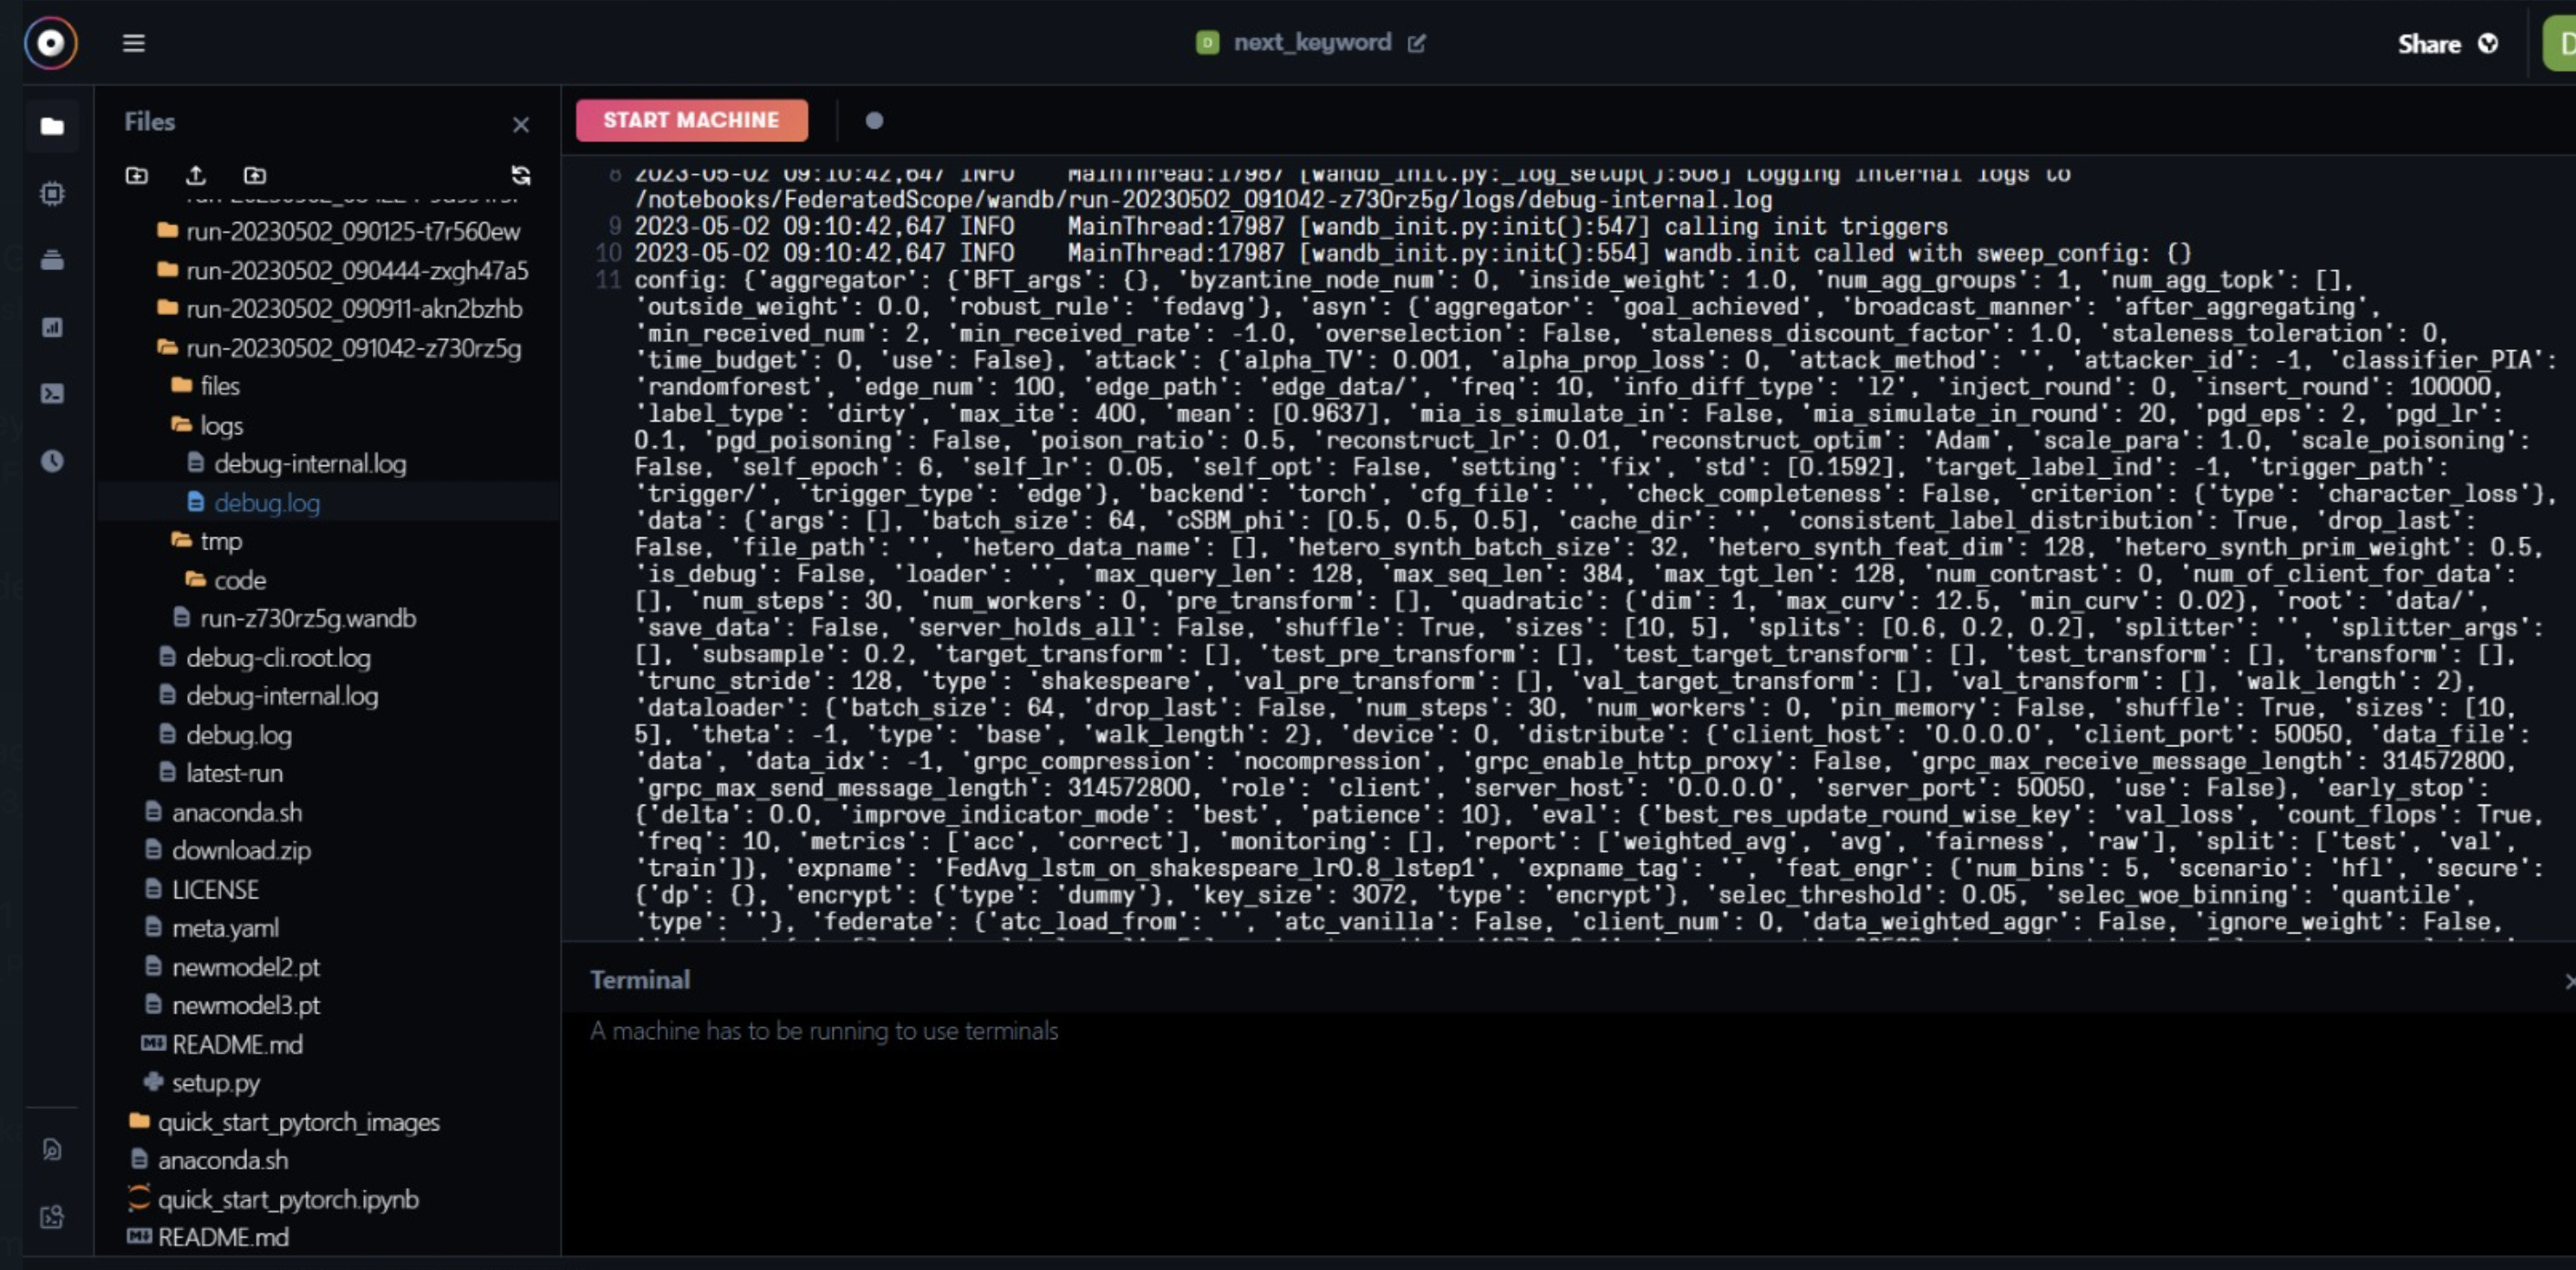 next_keyword
Share
D
D
Files
START MACHINE
run-20230502_090125-t7r560ew
run-20230502_090444-zxgh47a5
run-20230502_090911-akn2bzhb
run-20230502_091042-z730rz5g
files
logs
debug-internal.log
debug.log
tmp
code
run-z730rz5g.wandb
debug-cli.root.log
debug-internal.log
debug.log
latest-run
anaconda.sh
download.zip
LICENSE
meta.yaml
newmodel2.pt
newmodel3.pt
README.md
setup.py
quick_start_pytorch_images
anaconda.sh
quick_start_pytorch.ipynb
README.md
8 2023-05-02 09:10:42,647 INFO MainThread:17987 [wandb_init.py:_log_setup():508] Logging internal logs to
/notebooks/FederatedScope/wandb/run-20230502_091042-z730rz5g/logs/debug-internal.log
9 2023-05-02 09:10:42,647 INFO MainThread:17987 [wandb_init.py:init():547] calling init triggers
10 2023-05-02 09:10:42,647 INFO MainThread:17987 [wandb_init.py:init():554] wandb.init called with sweep_config: {}
11 config: {'aggregator': {'BFT_args': {}, 'byzantine_node_num': 0, 'inside_weight': 1.0, 'num_agg_groups': 1, 'num_agg_topk': [],
'outside_weight': 0.0, 'robust_rule': 'fedavg'}, 'asyn': {'aggregator': 'goal_achieved', 'broadcast_manner': 'after_aggregating',
'min_received_num': 2, 'min_received_rate': -1.0, 'overselection': False, 'staleness_discount_factor': 1.0, 'staleness_toleration': 0,
'time_budget': 0, 'use': False}, 'attack': {'alpha_TV': 0.001, 'alpha_prop_loss': 0, 'attack_method': '', 'attacker_id': -1, 'classifier_PIA':
'randomforest', 'edge_num': 100, 'edge_path': 'edge_data/', 'freq': 10, 'info_diff_type': 'l2', 'inject_round': 0, 'insert_round': 100000,
'label_type': 'dirty', 'max_ite': 400, 'mean': [0.9637], 'mia_is_simulate_in': False, 'mia_simulate_in_round': 20, 'pgd_eps': 2, 'pgd_lr':
0.1, 'pgd_poisoning': False, 'poison_ratio': 0.5, 'reconstruct_lr': 0.01, 'reconstruct_optim': 'Adam', 'scale_para': 1.0, 'scale_poisoning':
False, 'self_epoch': 6, 'self_lr': 0.05, 'self_opt': False, 'setting': 'fix', 'std': [0.1592], 'target_label_ind': -1, 'trigger_path':
'trigger/', 'trigger_type': 'edge'}, 'backend': 'torch', 'cfg_file': '', 'check_completeness': False, 'criterion': {'type': 'character_loss'},
'data': {'args': [], 'batch_size': 64, 'cSBM_phi': [0.5, 0.5, 0.5], 'cache_dir': '', 'consistent_label_distribution': True, 'drop_last':
False, 'file_path': '', 'hetero_data_name': [], 'hetero_synth_batch_size': 32, 'hetero_synth_feat_dim': 128, 'hetero_synth_prim_weight': 0.5,
'is_debug': False, 'loader': '', 'max_query_len': 128, 'max_seq_len': 384, 'max_tgt_len': 128, 'num_contrast': 0, 'num_of_client_for_data':
[], 'num_steps': 30, 'num_workers': 0, 'pre_transform': [], 'quadratic': {'dim': 1, 'max_curv': 12.5, 'min_curv': 0.02}, 'root': 'data/',
'save_data': False, 'server_holds_all': False, 'shuffle': True, 'sizes': [10, 5], 'splits': [0.6, 0.2, 0.2], 'splitter': '', 'splitter_args':
[], 'subsample': 0.2, 'target_transform': [], 'test_pre_transform': [], 'test_target_transform': [], 'test_transform': [], 'transform': [],
'trunc_stride': 128, 'type': 'shakespeare', 'val_pre_transform': [], 'val_target_transform': [], 'val_transform': [], 'walk_length': 2},
'dataloader': {'batch_size': 64, 'drop_last': False, 'num_steps': 30, 'num_workers': 0, 'pin_memory': False, 'shuffle': True, 'sizes': [10,
5], 'theta': -1, 'type': 'base', 'walk_length': 2}, 'device': 0, 'distribute': {'client_host': '0.0.0.0', 'client_port': 50050, 'data_file':
'data', 'data_idx': -1, 'grpc_compression': 'nocompression', 'grpc_enable_http_proxy': False, 'grpc_max_receive_message_length': 314572800,
'grpc_max_send_message_length': 314572800, 'role': 'client', 'server_host': '0.0.0.0', 'server_port': 50050, 'use': False}, 'early_stop':
{'delta': 0.0, 'improve_indicator_mode': 'best', 'patience': 10}, 'eval': {'best_res_update_round_wise_key': 'val_loss', 'count_flops': True,
'freq': 10, 'metrics': ['acc', 'correct'], 'monitoring': [], 'report': ['weighted_avg', 'avg', 'fairness', 'raw'], 'split': ['test', 'val',
'train']}, 'expname': 'FedAvg_lstm_on_shakespeare_lr0.8_lstep1', 'expname_tag': '', 'feat_engr': {'num_bins': 5, 'scenario': 'hfl', 'secure':
{'dp': {}, 'encrypt': {'type': 'dummy'}, 'key_size': 3072, 'type': 'encrypt'}, 'selec_threshold': 0.05, 'selec_woe_binning': 'quantile',
'type': ''}, 'federate': {'atc_load_from': '', 'atc_vanilla': False, 'client_num': 0, 'data_weighted_aggr': False, 'ignore_weight': False,
Terminal
A machine has to be running to use terminals